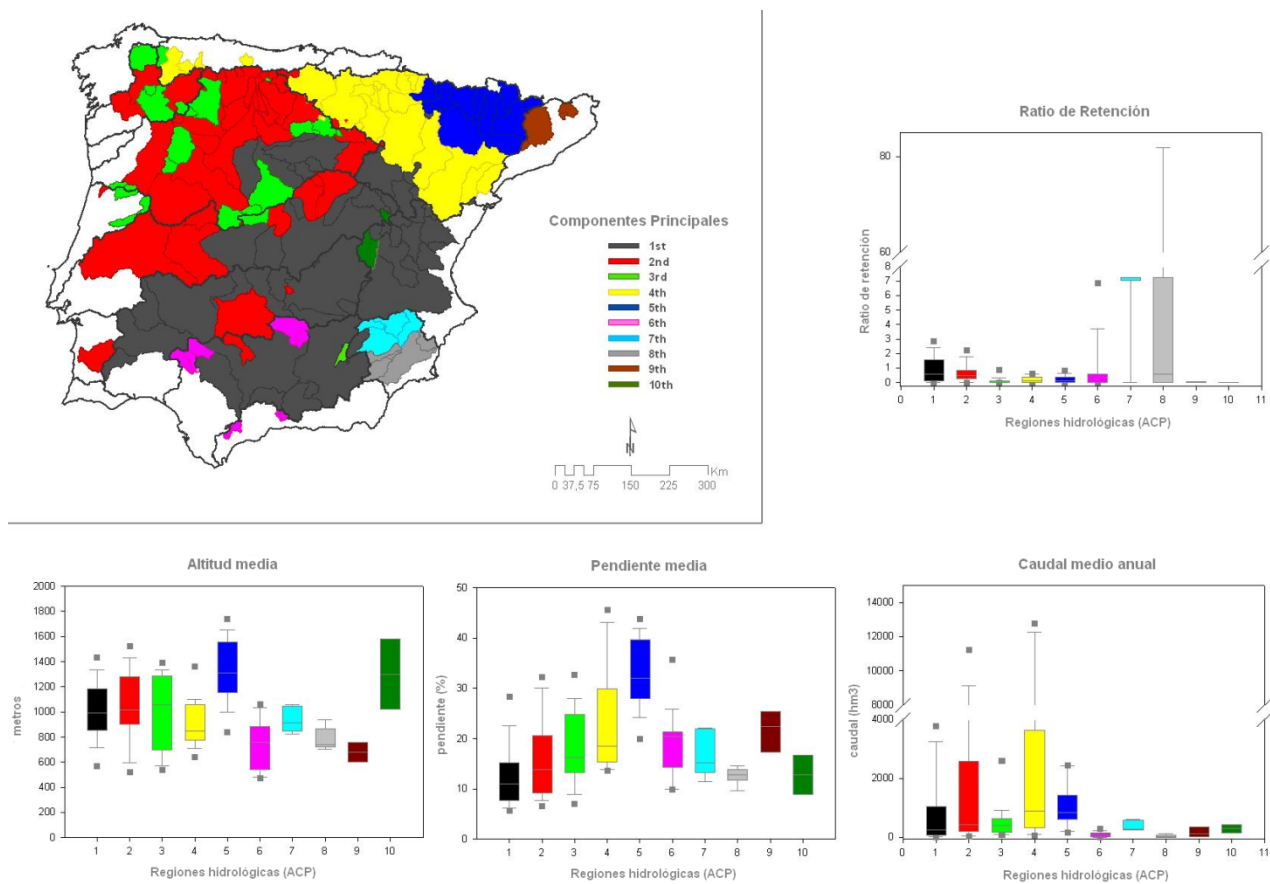 Componentes Principales
1st
2nd
3rd
4th
5th
6th
7th
8th
9th
10th
N
Km
0 37,5 75 150 225 300
Ratio de Retención
Ratio de retención
80
60
8
7
6
5
4
3
2
1
0
0 1 2 3 4 5 6 7 8 9 10 11
Regiones hidrológicas (ACP)
Altitud media
metros
2000
1800
1600
1400
1200
1000
800
600
400
200
0
1 2 3 4 5 6 7 8 9 10
Regiones hidrológicas (ACP)
Pendiente media
pendiente (%)
50
40
30
20
10
0
1 2 3 4 5 6 7 8 9 10
Regiones hidrológicas (ACP)
Caudal medio anual
caudal (hm3)
14000
12000
10000
8000
4000
2000
0
0 1 2 3 4 5 6 7 8 9 10 11
Regiones hidrológicas (ACP)